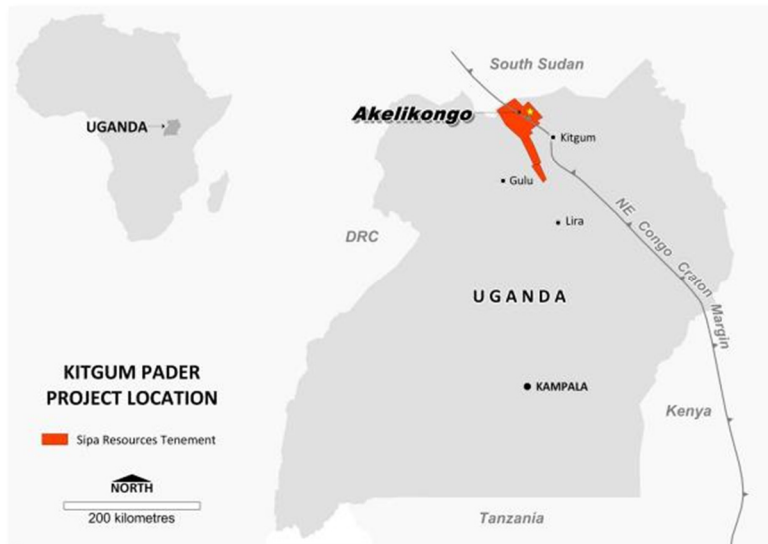 South Sudan
Akelikongo
UGANDA
Kitgum
Gulu
Lira
DRC
NE Congo Craton Margin
UGANDA
KITGUM PADER
PROJECT LOCATION
KAMPALA
Kenya
Sipa Resources Tenement
NORTH
200 kilometres
Tanzania